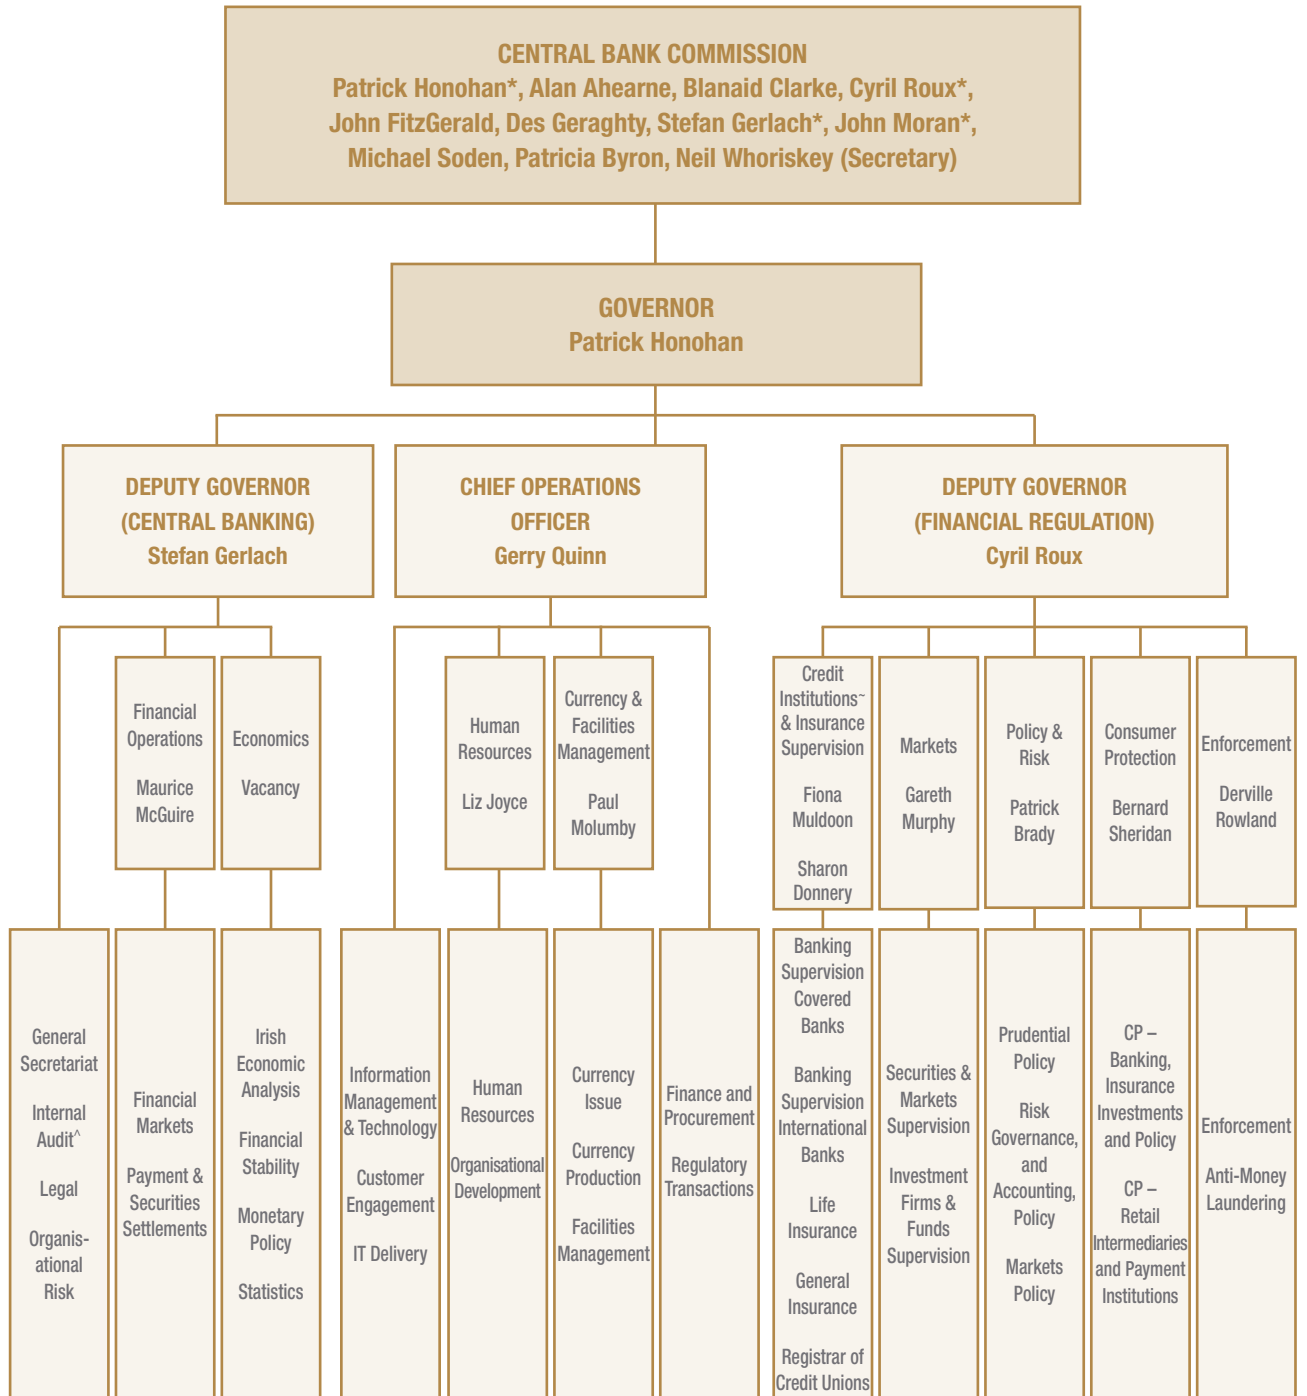 CENTRAL BANK COMMISSION
Patrick Honohan*, Alan Ahearne, Blanaid Clarke, Cyril Roux*,
John FitzGerald, Des Geraghty, Stefan Gerlach*, John Moran*,
Michael Soden, Patricia Byron, Neil Whoriskey (Secretary)
GOVERNOR
Patrick Honohan
DEPUTY GOVERNOR
(CENTRAL BANKING)
Stefan Gerlach
CHIEF OPERATIONS
OFFICER
Gerry Quinn
DEPUTY GOVERNOR
(FINANCIAL REGULATION)
Cyril Roux
Financial
Operations
Maurice
McGuire
Economics
Vacancy
Human
Resources
Liz Joyce
Currency &
Facilities
Management
Paul
Molumby
Credit
Institutions~
& Insurance
Supervision
Fiona
Muldoon
Sharon
Donnery
Markets
Gareth
Murphy
Policy &
Risk
Patrick
Brady
Consumer
Protection
Bernard
Sheridan
Enforcement
Derville
Rowland
General
Secretariat
Internal
Audit^
Legal
Organis-
ational
Risk
Financial
Markets
Payment &
Securities
Settlements
Irish
Economic
Analysis
Financial
Stability
Monetary
Policy
Statistics
Information
Management
& Technology
Customer
Engagement
IT Delivery
Human
Resources
Organisational
Development
Currency
Issue
Currency
Production
Facilities
Management
Finance and
Procurement
Regulatory
Transactions
Banking
Supervision
Covered
Banks
Banking
Supervision
International
Banks
Life
Insurance
General
Insurance
Registrar of
Credit Unions
Securities &
Markets
Supervision
Investment
Firms &
Funds
Supervision
Prudential
Policy
Risk
Governance,
and
Accounting,
Policy
Markets
Policy
CP –
Banking,
Insurance
Investments
and Policy
CP –
Retail
Intermediaries
and Payment
Institutions
Enforcement
Anti-Money
Laundering